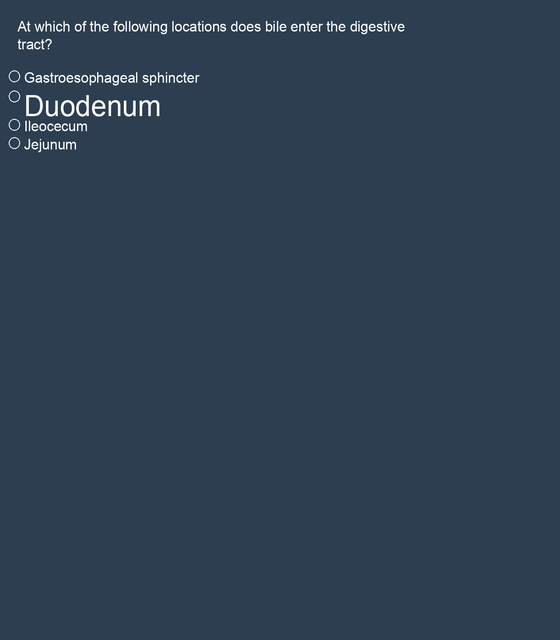 At which of the following locations does bile enter the digestive
tract?
Gastroesophageal sphincter
Duodenum
Ileocecum
Jejunum